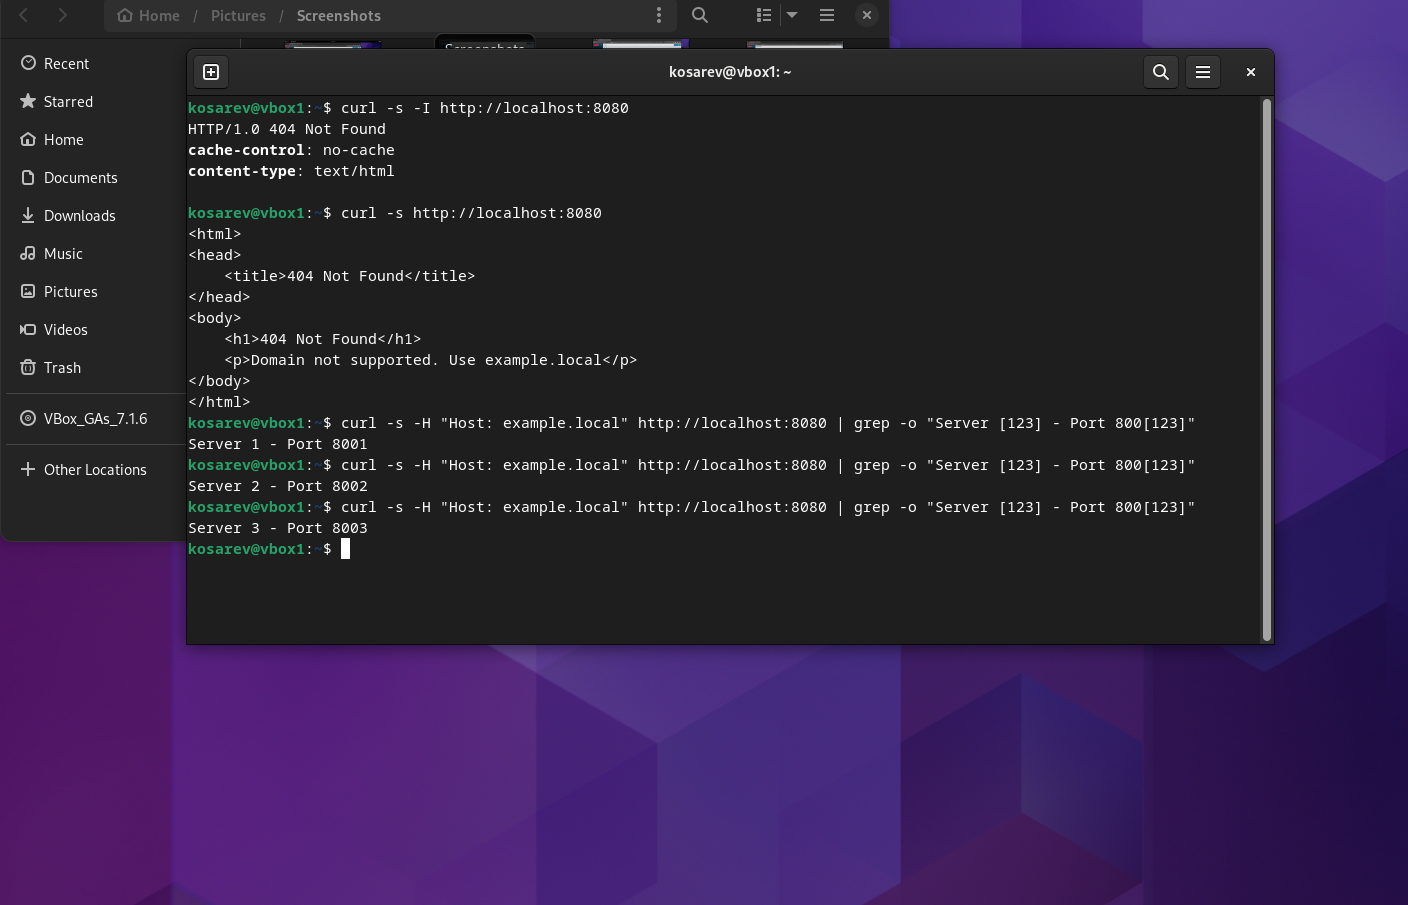 Home / Pictures / Screenshots
Screenshots
Recent
Starred
Home
Documents
Downloads
Music
Pictures
Videos
Trash
VBox_GAs_7.1.6
Other Locations
kosarev@vbox1: ~
kosarev@vbox1:~$ curl -s -I http://localhost:8080
HTTP/1.0 404 Not Found
cache-control: no-cache
content-type: text/html
kosarev@vbox1:~$ curl -s http://localhost:8080
<html>
<head>
    <title>404 Not Found</title>
</head>
<body>
    <h1>404 Not Found</h1>
    <p>Domain not supported. Use example.local</p>
</body>
</html>
kosarev@vbox1:~$ curl -s -H "Host: example.local" http://localhost:8080 | grep -o "Server [123] - Port 800[123]"
Server 1 - Port 8001
kosarev@vbox1:~$ curl -s -H "Host: example.local" http://localhost:8080 | grep -o "Server [123] - Port 800[123]"
Server 2 - Port 8002
kosarev@vbox1:~$ curl -s -H "Host: example.local" http://localhost:8080 | grep -o "Server [123] - Port 800[123]"
Server 3 - Port 8003
kosarev@vbox1:~$